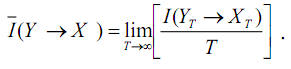 Ī(Y → X) = lim_{T→∞} [ I(Y_T → X_T) / T ] .